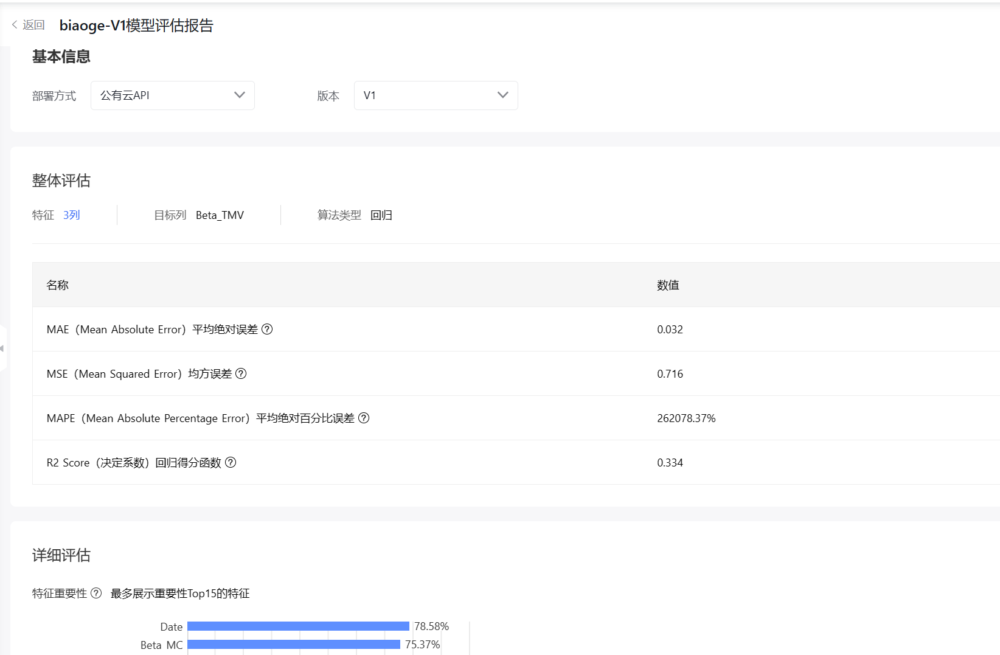 返回 biaoge-V1模型评估报告
基本信息
部署方式 公有云API 版本 V1
整体评估
特征 3列 目标列 Beta_TMV 算法类型 回归
名称 数值
MAE（Mean Absolute Error）平均绝对误差 ? 0.032
MSE（Mean Squared Error）均方误差 ? 0.716
MAPE（Mean Absolute Percentage Error）平均绝对百分比误差 ? 262078.37%
R2 Score（决定系数）回归得分函数 ? 0.334
详细评估
特征重要性 ? 最多展示重要性Top15的特征
Date 78.58%
Beta MC 75.37%